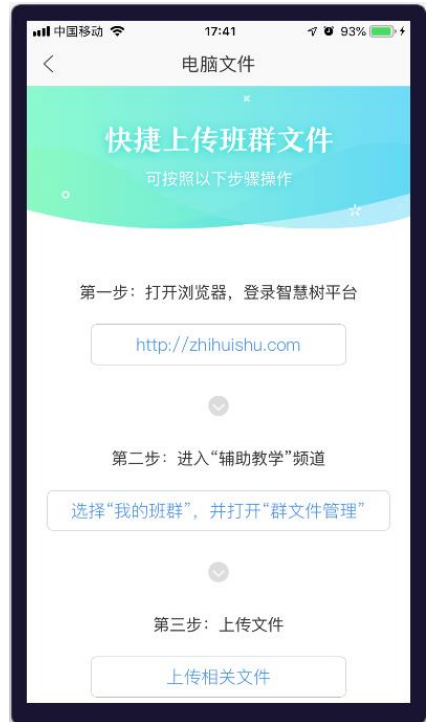 中国移动 17:41 93%
电脑文件
快捷上传班群文件
可按照以下步骤操作
第一步：打开浏览器，登录智慧树平台
http://zhihuishu.com
第二步：进入“辅助教学”频道
选择“我的班群”，并打开“群文件管理”
第三步：上传文件
上传相关文件